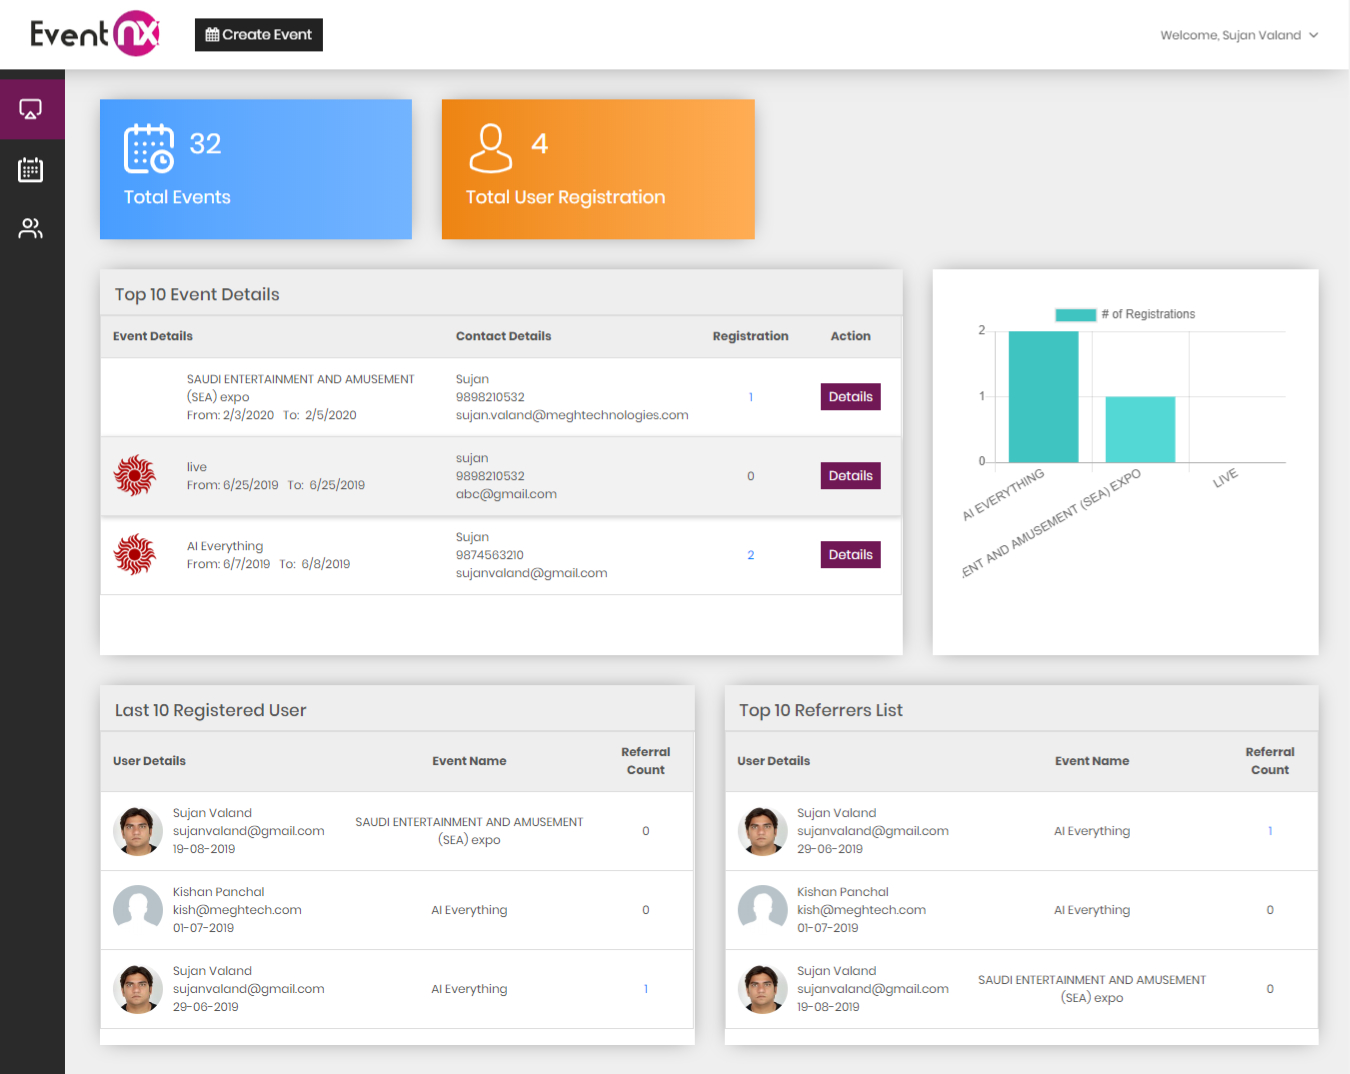 Event nx
Create Event
Welcome, Sujan Valand
32
Total Events
4
Total User Registration
Top 10 Event Details
Event Details Contact Details Registration Action
SAUDI ENTERTAINMENT AND AMUSEMENT
(SEA) expo
From: 2/3/2020 To: 2/5/2020
Sujan
9898210532
sujan.valand@meghtechnologies.com
1
Details
live
From: 6/25/2019 To: 6/25/2019
sujan
9898210532
abc@gmail.com
0
Details
AI Everything
From: 6/7/2019 To: 6/8/2019
Sujan
9874563210
sujanvaland@gmail.com
2
Details
# of Registrations
2
1
0
AI EVERYTHING
ENT AND AMUSEMENT (SEA) EXPO
LIVE
Last 10 Registered User
User Details Event Name Referral
Count
Sujan Valand
sujanvaland@gmail.com
19-08-2019
SAUDI ENTERTAINMENT AND AMUSEMENT
(SEA) expo
0
Kishan Panchal
kish@meghtech.com
01-07-2019
AI Everything
0
Sujan Valand
sujanvaland@gmail.com
29-06-2019
AI Everything
1
Top 10 Referrers List
User Details Event Name Referral
Count
Sujan Valand
sujanvaland@gmail.com
29-06-2019
AI Everything
1
Kishan Panchal
kish@meghtech.com
01-07-2019
AI Everything
0
Sujan Valand
sujanvaland@gmail.com
19-08-2019
SAUDI ENTERTAINMENT AND AMUSEMENT
(SEA) expo
0